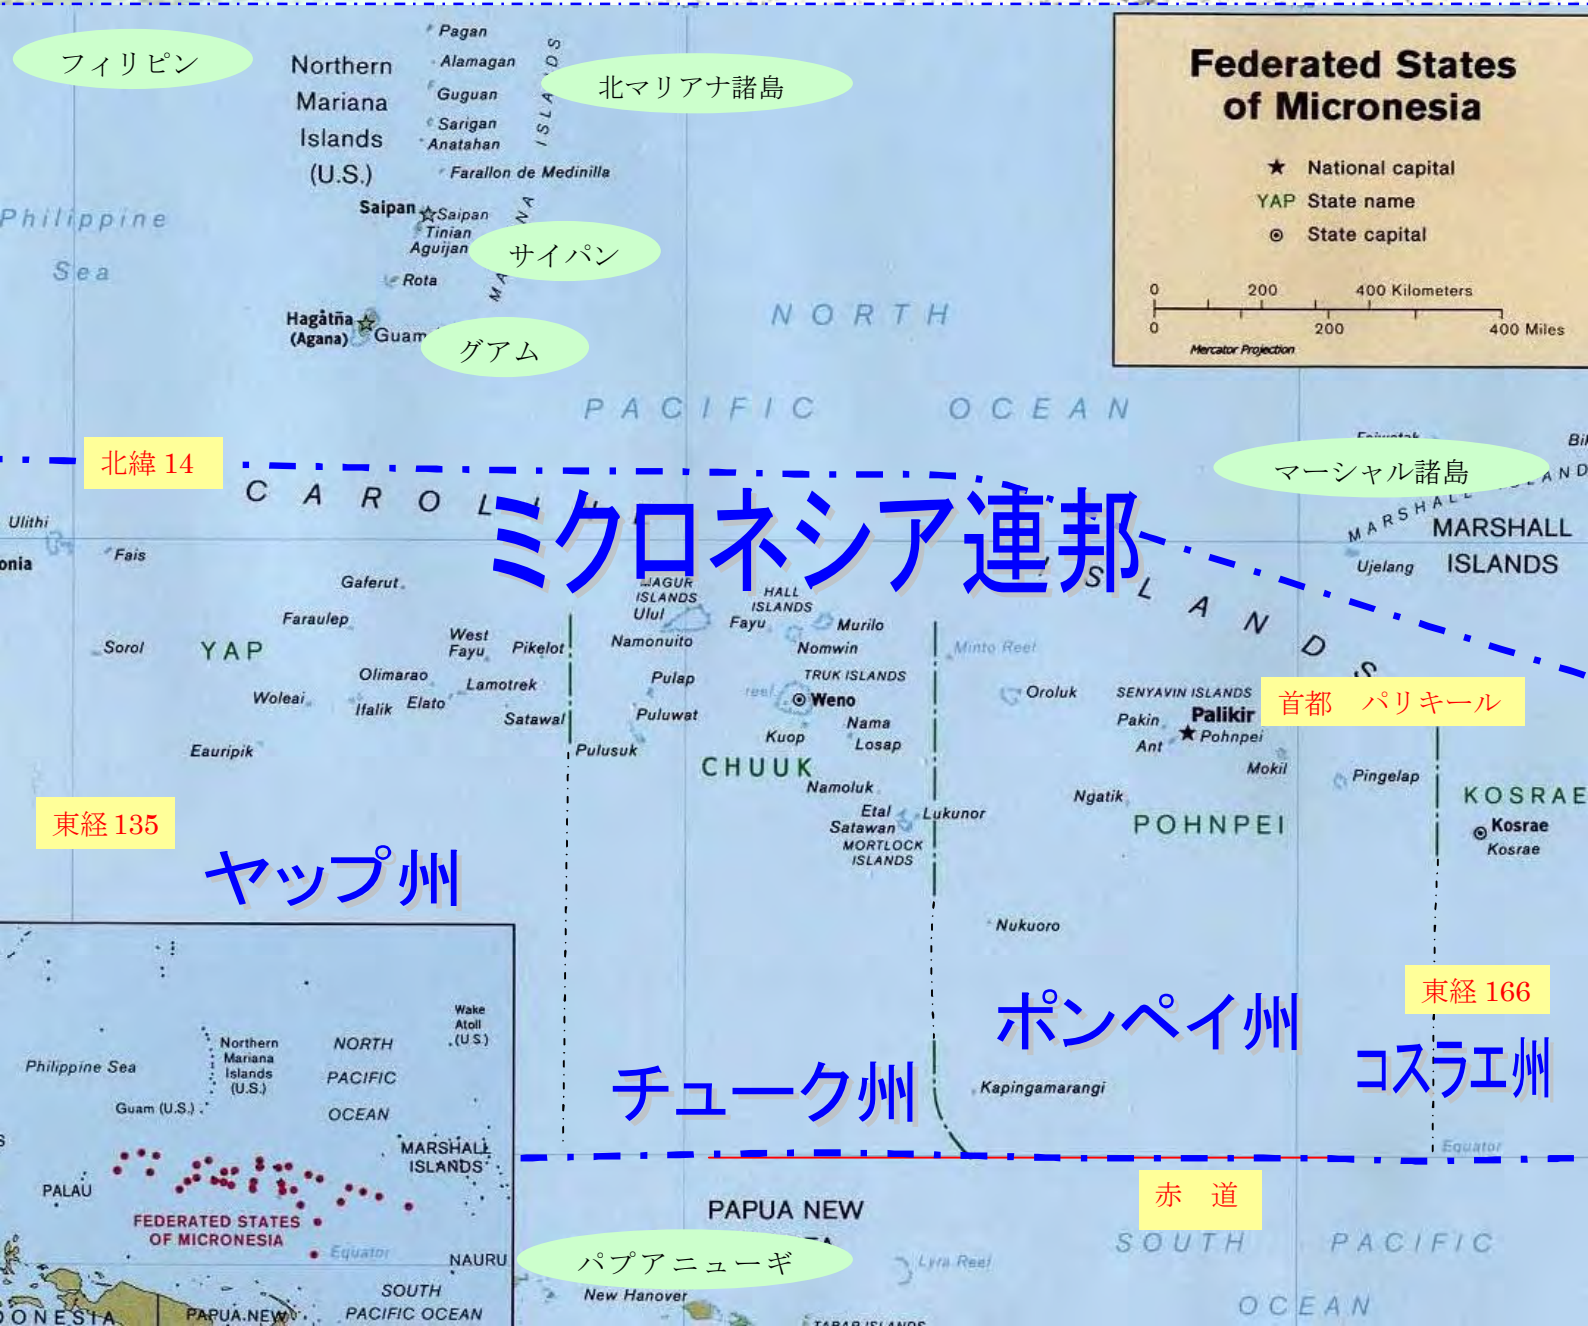 フィリピン
Northern
Mariana
Islands
(U.S.)
Pagan
Alamagan
Guguan
Sarigan
Anatahan
Farallon de Medinilla
北マリアナ諸島
Saipan
Saipan
Tinian
Aguijan
サイパン
Rota
Hagåtña
(Agana)
Guam
グアム
Philippine
Sea
NORTH
PACIFIC OCEAN
Federated States
of Micronesia
National capital
YAP State name
State capital
0 200 400 Kilometers
0 200 400 Miles
Mercator Projection
北緯 14
マーシャル諸島
MARSHALL
MARSHALL
ISLANDS
Ujelang
ミクロネシア連邦
Ulithi
Fais
Gaferut
Faraulep
Sorol
YAP
West
Fayu
Pikelot
Olimarao
Lamotrek
Woleai
Ifalik
Elato
Satawal
Eauripik
ISLANDS
Ulul
Namonuito
Pulap
Puluwat
Pulusuk
HALL
ISLANDS
Fayu
Murilo
Nomwin
TRUK ISLANDS
reef
Weno
Nama
Kuop
Losap
CHUUK
Namoluk
Etal
Lukunor
Satawan
MORTLOCK
ISLANDS
Minto Reef
Oroluk
SENYAVIN ISLANDS
首都 パリキール
Pakin
Palikir
Ant
Pohnpei
Mokil
Pingelap
Ngatik
POHNPEI
KOSRAE
Kosrae
Kosrae
東経 135
ヤップ州
Nukuoro
東経 166
ポンペイ州
コスラエ州
チューク州
Kapingamarangi
Equator
赤 道
PAPUA NEW
パプアニューギ
Lyra Reef
New Hanover
TABAR ISLANDS
SOUTH PACIFIC
OCEAN
Wake
Atoll
(U.S.)
Northern
Mariana
Islands
(U.S.)
NORTH
PACIFIC
OCEAN
Philippine Sea
Guam (U.S.)
MARSHALL
ISLANDS
PALAU
FEDERATED STATES
OF MICRONESIA
Equator
NAURU
SOUTH
PACIFIC OCEAN
PAPUA NEW